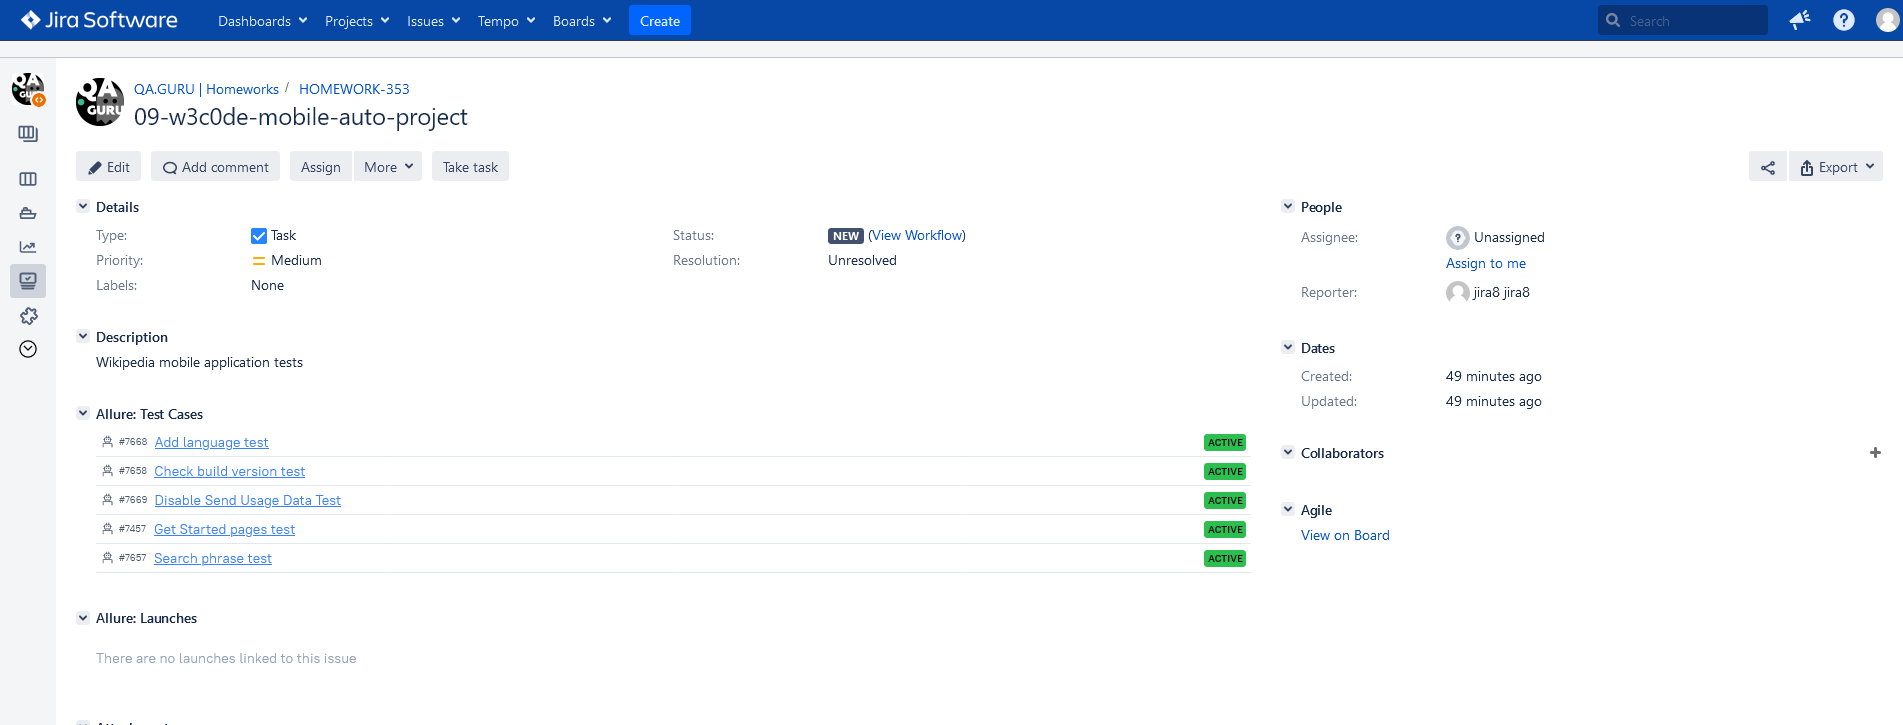 Jira Software Dashboards Projects Issues Tempo Boards Create Search
QA GURU
QA GURU
QA.GURU | Homeworks / HOMEWORK-353
09-w3c0de-mobile-auto-project
Edit Add comment Assign More Take task Export
Details
Type: Task Status: NEW (View Workflow)
Priority: Medium Resolution: Unresolved
Labels: None
Description
Wikipedia mobile application tests
Allure: Test Cases
#7668 Add language test ACTIVE
#7658 Check build version test ACTIVE
#7669 Disable Send Usage Data Test ACTIVE
#7457 Get Started pages test ACTIVE
#7657 Search phrase test ACTIVE
Allure: Launches
There are no launches linked to this issue
People
Assignee: Unassigned
Assign to me
Reporter: jira8 jira8
Dates
Created: 49 minutes ago
Updated: 49 minutes ago
Collaborators
Agile
View on Board